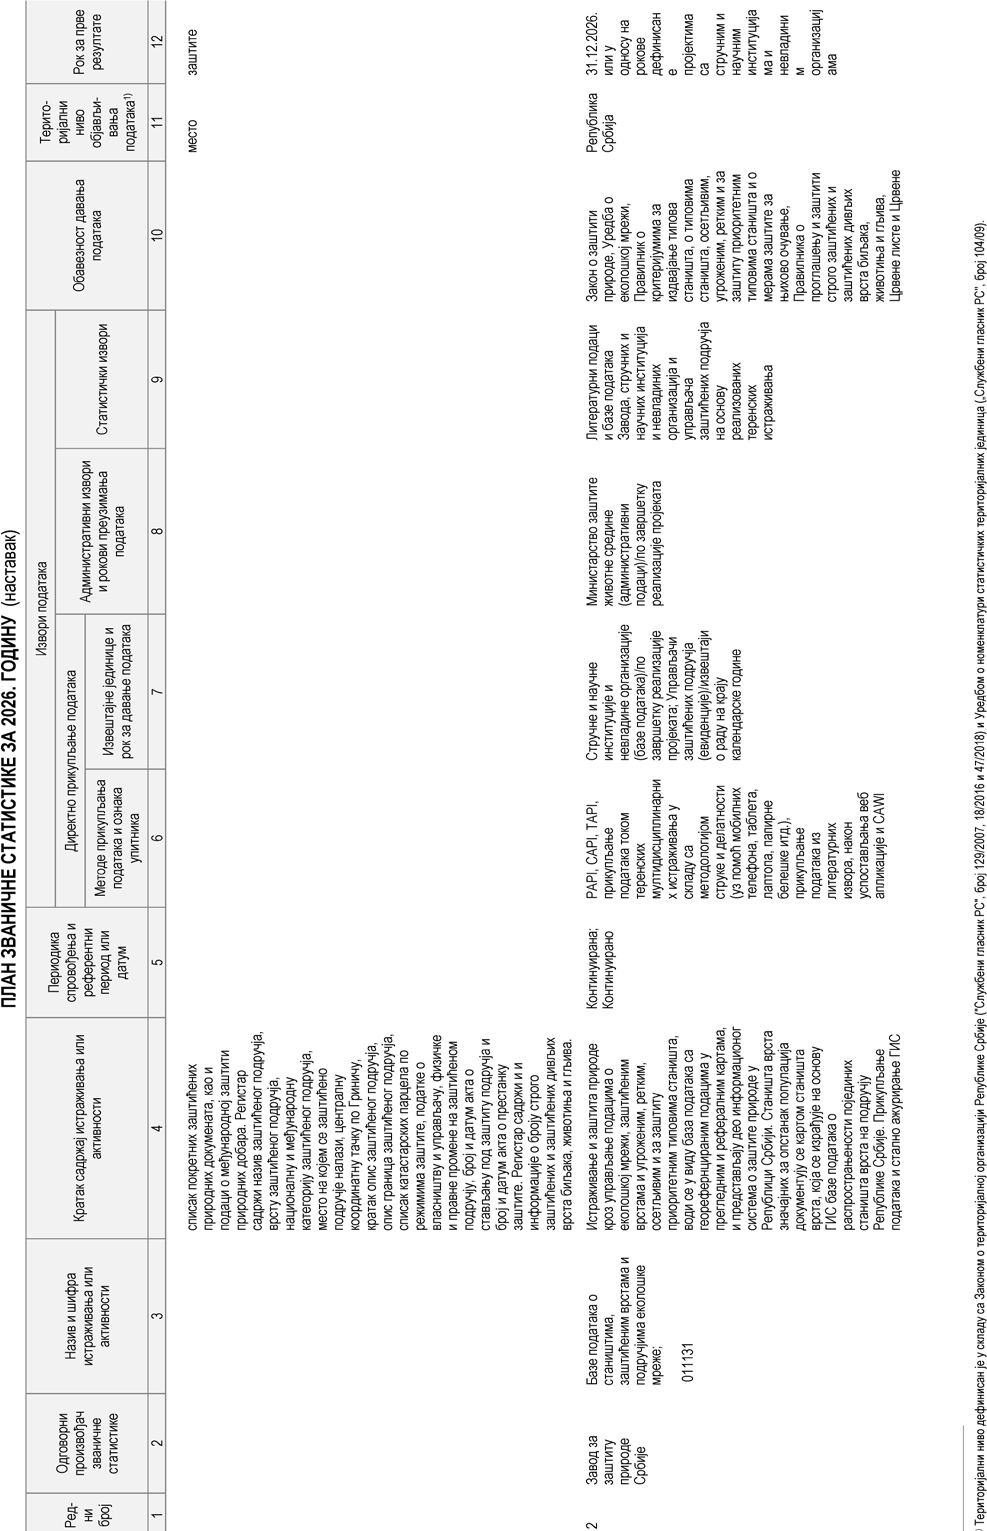 ПЛАН ЗВАНИЧНЕ СТАТИСТИКЕ ЗА 2026. ГОДИНУ (наставак)
Ред-
ни
број
Одговорни
произвођач
званичне
статистике
Назив и шифра
истраживања или
активности
Кратак садржај истраживања или
активности
Периодика
спровођења и
референтни
период или
датум
Извори података
Директно прикупљање података
Методе прикупљања
података и ознака
упитника
Извештајне јединице и
рок за давање података
Административни извори
и рокови преузимања
података
Статистички извори
Обавезност давања
података
Терито-
ријални
ниво
објављи-
вања
података1)
Рок за прве
резултате
1
2
3
4
5
6
7
8
9
10
11
12
списак покретних заштићених
природних докумената, као и
подаци о међународној заштити
природних добара. Регистар
садржи назив заштићеног подручја,
врсту заштићеног подручја,
националну и међународну
категорију заштићеног подручја,
место на којем се заштићено
подручје налази, централну
координатну тачку по Гриничу,
кратак опис заштићеног подручја,
опис граница заштићеног подручја,
списак катастарских парцела по
режимима заштите, податке о
власништву и управљачу, физичке
и правне промене на заштићеном
подручју, број и датум акта о
стављању под заштиту подручја и
број и датум акта о престанку
заштите. Регистар садржи и и
информације о броју строго
заштићених и заштићених дивљих
врста биљака, животиња и гљива.
место
заштите
2
Завод за
заштиту
природе
Србије
Базе података о
стаништима,
заштићеним врстама и
подручјима еколошке
мреже;
011131
Истраживање и заштита природе
кроз управљање подацима о
еколошкој мрежи, заштићеним
врстама и угроженим, ретким,
осетљивим и за заштиту
приоритетним типовима станишта,
води се у виду база података са
геореференцираним подацима у
прегледним и рефералним картама,
и представљају део информационог
система о заштите природе у
Републици Србији. Станишта врста
значајних за опстанак популација
документују се картом станишта
врста, која се израђује на основу
ГИС базе података о
распрострањености појединих
станишта врста на подручју
Републике Србије. Прикупљање
података и стално ажурирање ГИС
Континуирана;
Континуирано
PAPI, CAPI, TAPI,
прикупљање
података током
теренских
мултидисциплинарни
х истраживања у
складу са
методологијом
струке и делатности
(уз помоћ мобилних
телефона, таблета,
лаптопа, папирне
белешке итд.),
прикупљање
података из
литературних
извора, након
успостављања веб
апликације и CAWI
Стручне и научне
институције и
невладине организације
(базе података)/по
завршетку реализације
пројеката; Управљачи
заштићених подручја
(евиденције)/извештаји
о раду на крају
календарске године
Министарство заштите
животне средине
(административни
подаци)/по завршетку
реализације пројеката
Литературни подаци
и базе података
Завода, стручних и
научних институција
и невладиних
организација и
управљача
заштићених подручја
на основу
реализованих
теренских
истраживања
Закон о заштити
природе, Уредба о
еколошкој мрежи,
Правилник о
критеријумима за
издвајање типова
станишта, о типовима
станишта, осетљивим,
угроженим, ретким и за
заштиту приоритетним
типовима станишта и о
мерама заштите за
њихово очување,
Правилника о
проглашењу и заштити
строго заштићених и
заштићених дивљих
врста биљака,
животиња и гљива,
Црвене листе и Црвене
Република
Србија
31.12.2026.
или у
односу на
рокове
дефинисан
е
пројектима
са
стручним и
научним
институција
ма и
невладини
м
организациј
ама
) Територијални ниво дефинисан је у складу са Законом о територијалној организацији Републике Србије ("Службени гласник РС", број 129/2007, 18/2016 и 47/2018) и Уредбом о номенклатури статистичких територијалних јединица („Службени гласник РС", број 104/09).